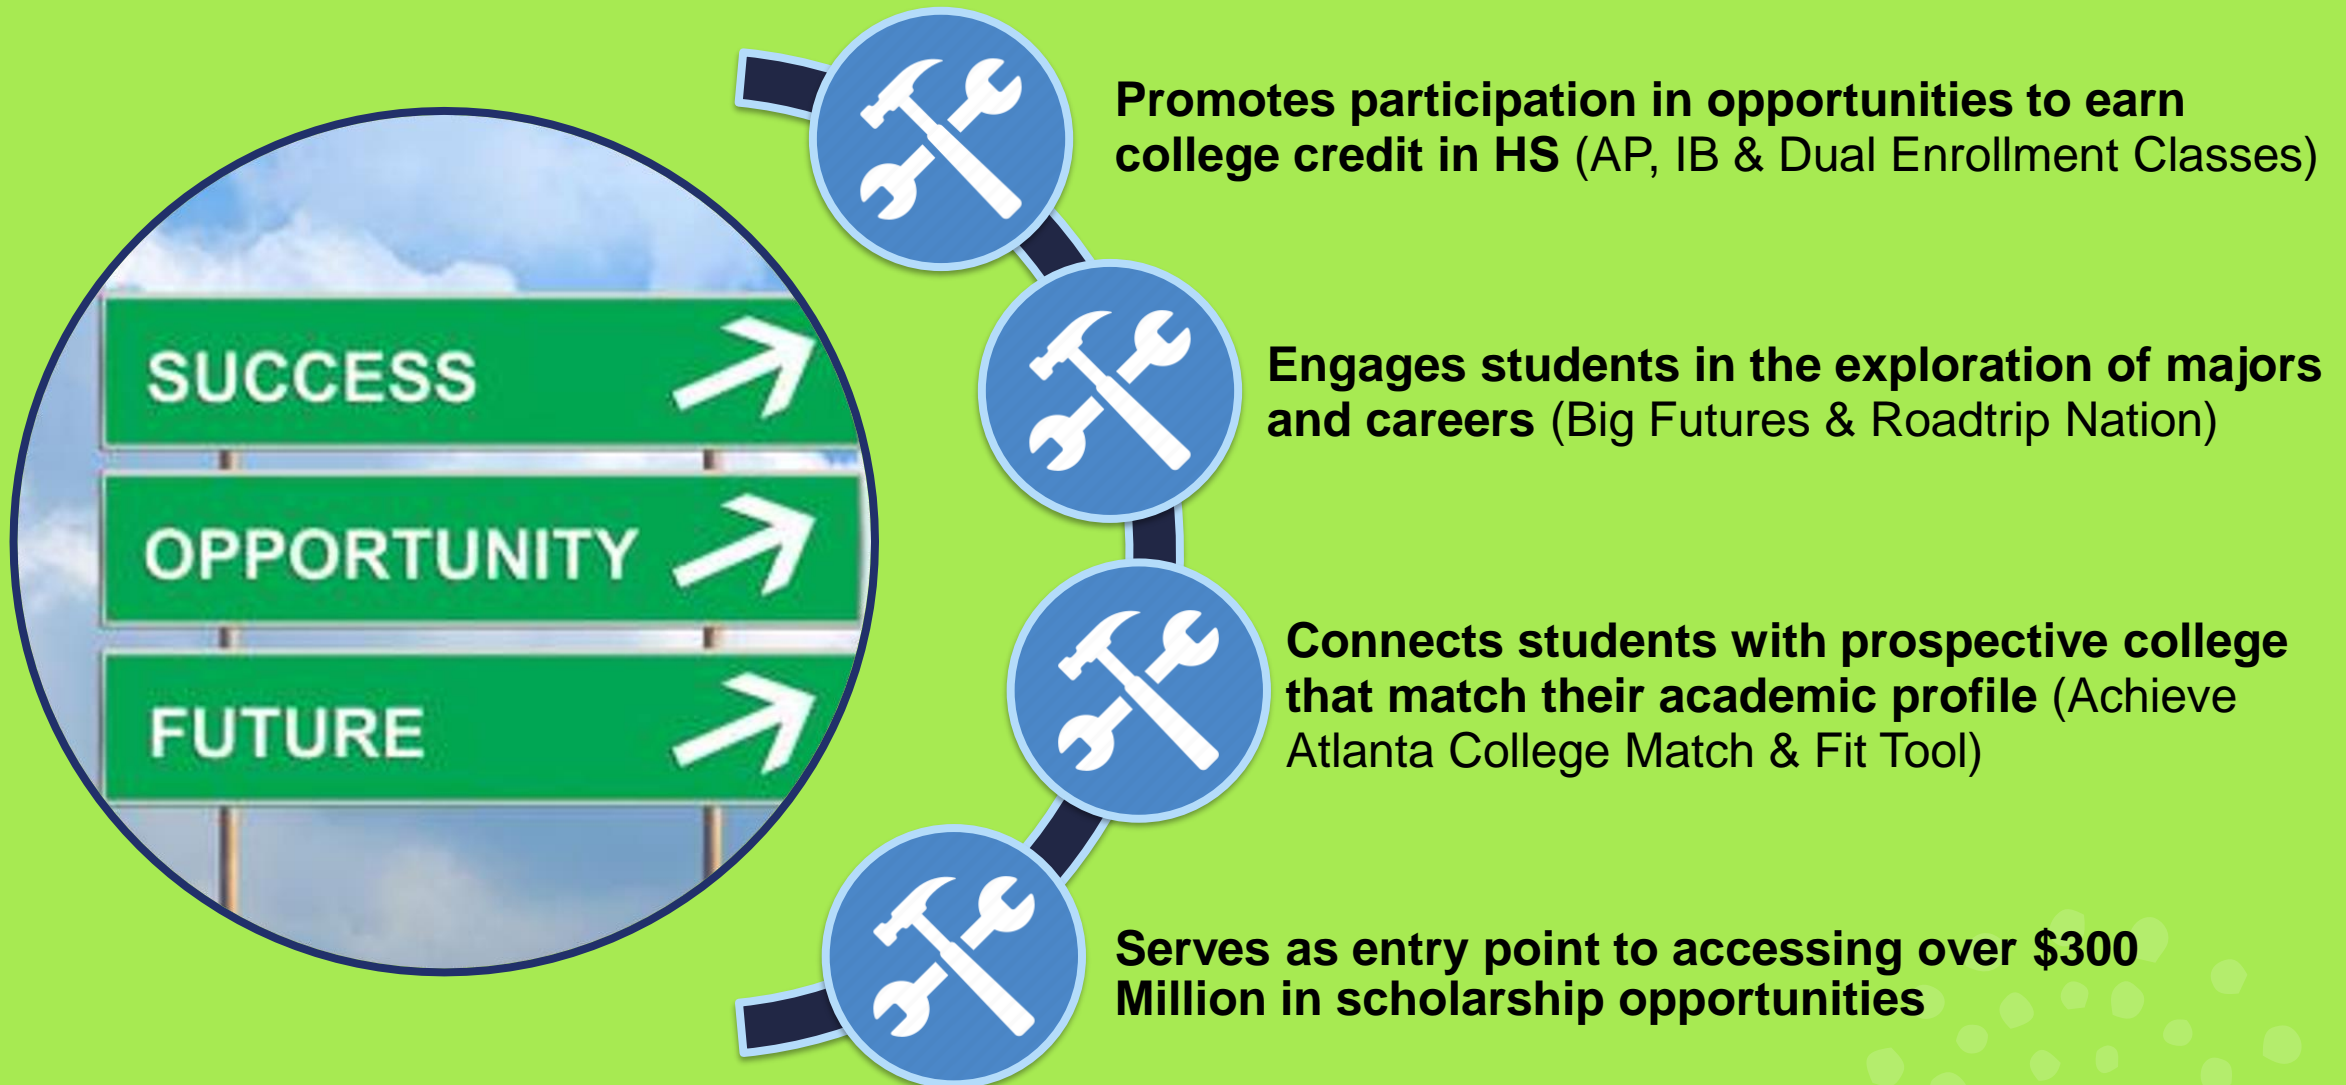 SUCCESS
OPPORTUNITY
FUTURE
Promotes participation in opportunities to earn
college credit in HS (AP, IB & Dual Enrollment Classes)
Engages students in the exploration of majors
and careers (Big Futures & Roadtrip Nation)
Connects students with prospective college
that match their academic profile (Achieve
Atlanta College Match & Fit Tool)
Serves as entry point to accessing over $300
Million in scholarship opportunities